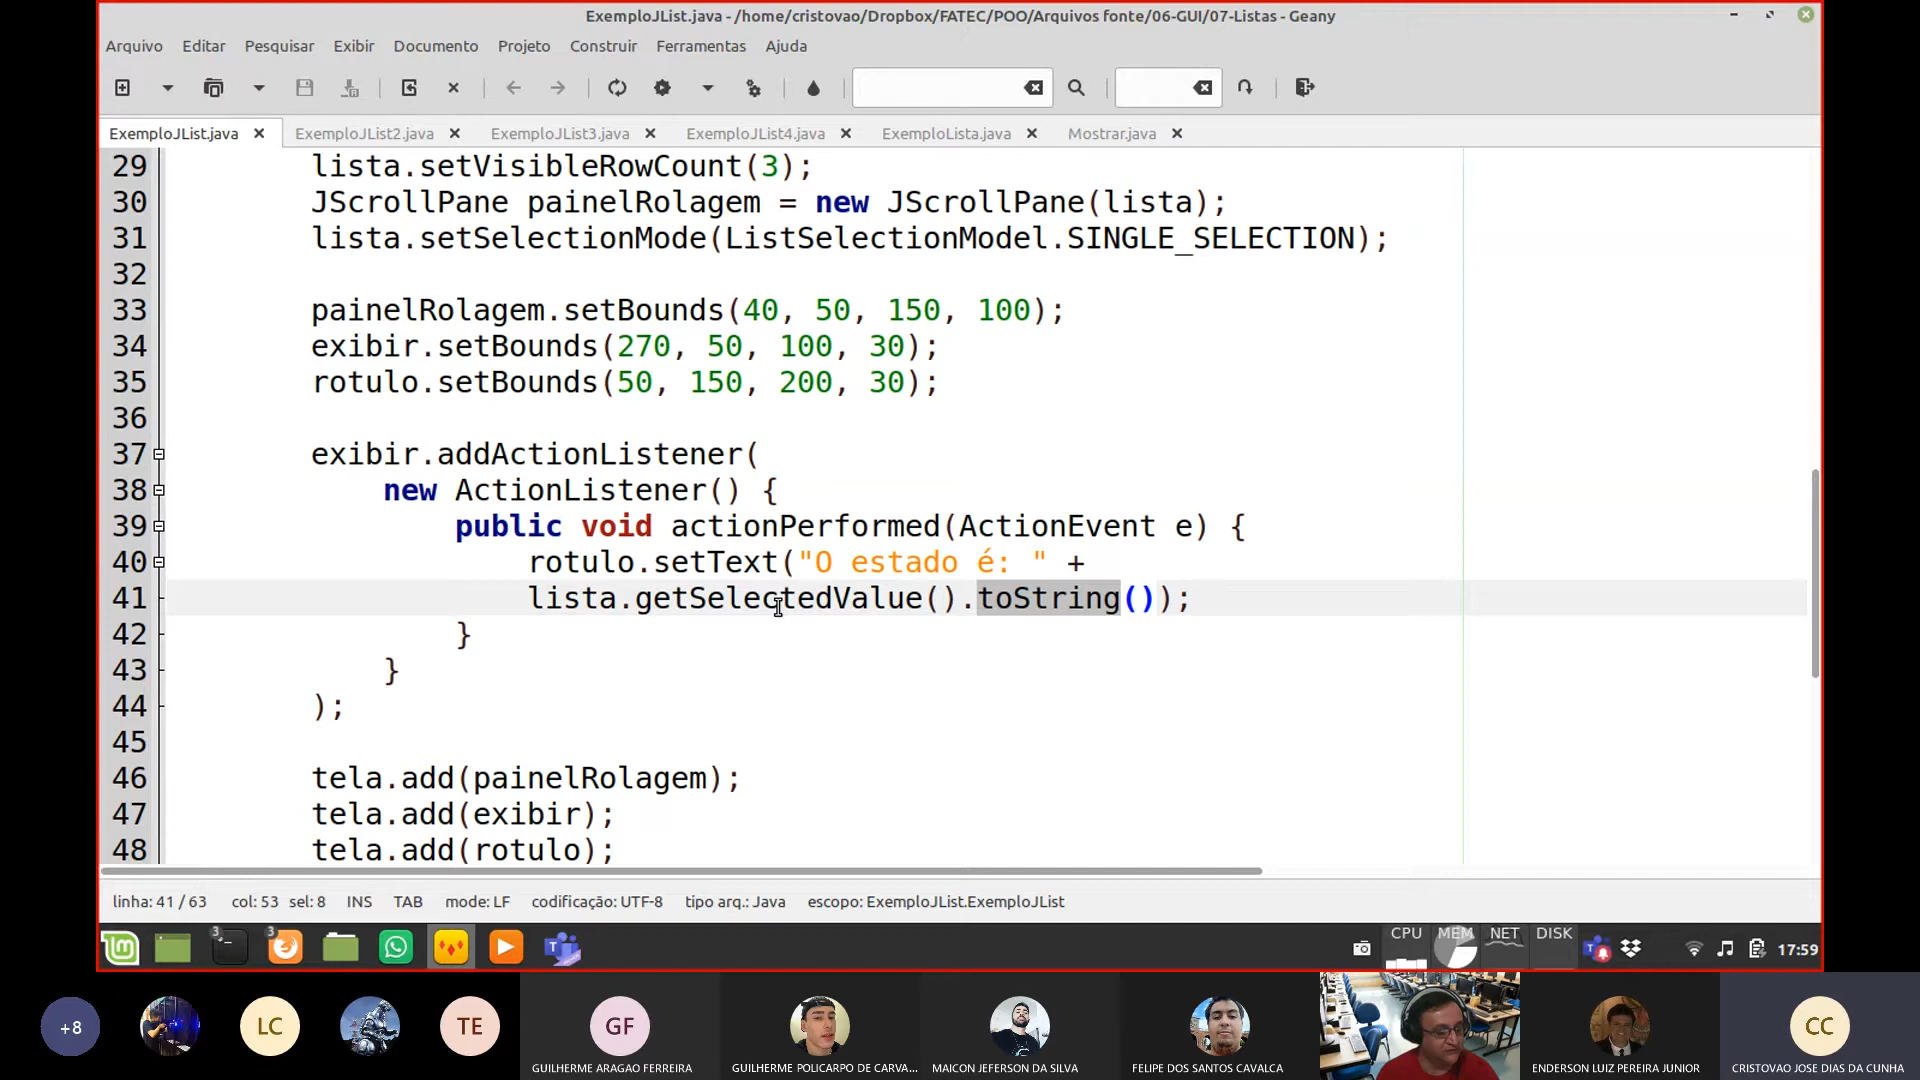 ExemploJList.java - /home/cristovao/Dropbox/FATEC/POO/Arquivos fonte/06-GUI/07-Listas - Geany
Arquivo Editar Pesquisar Exibir Documento Projeto Construir Ferramentas Ajuda
ExemploJList.java ExemploJList2.java ExemploJList3.java ExemploJList4.java ExemploLista.java Mostrar.java
29 lista.setVisibleRowCount(3);
30 JScrollPane painelRolagem = new JScrollPane(lista);
31 lista.setSelectionMode(ListSelectionModel.SINGLE_SELECTION);
32
33 painelRolagem.setBounds(40, 50, 150, 100);
34 exibir.setBounds(270, 50, 100, 30);
35 rotulo.setBounds(50, 150, 200, 30);
36
37 exibir.addActionListener(
38 new ActionListener() {
39 public void actionPerformed(ActionEvent e) {
40 rotulo.setText("O estado é: " +
41 lista.getSelectedValue().toString());
42 }
43 }
44 );
45
46 tela.add(painelRolagem);
47 tela.add(exibir);
48 tela.add(rotulo);
linha: 41 / 63 col: 53 sel: 8 INS TAB mode: LF codificação: UTF-8 tipo arq.: Java escopo: ExemploJList.ExemploJList
3 3 CPU MEM NET DISK 17:59
+8 LC TE GF CC
GUILHERME ARAGAO FERREIRA GUILHERME POLICARPO DE CARVA... MAICON JEFERSON DA SILVA FELIPE DOS SANTOS CAVALCA ENDERSON LUIZ PEREIRA JUNIOR CRISTOVAO JOSE DIAS DA CUNHA